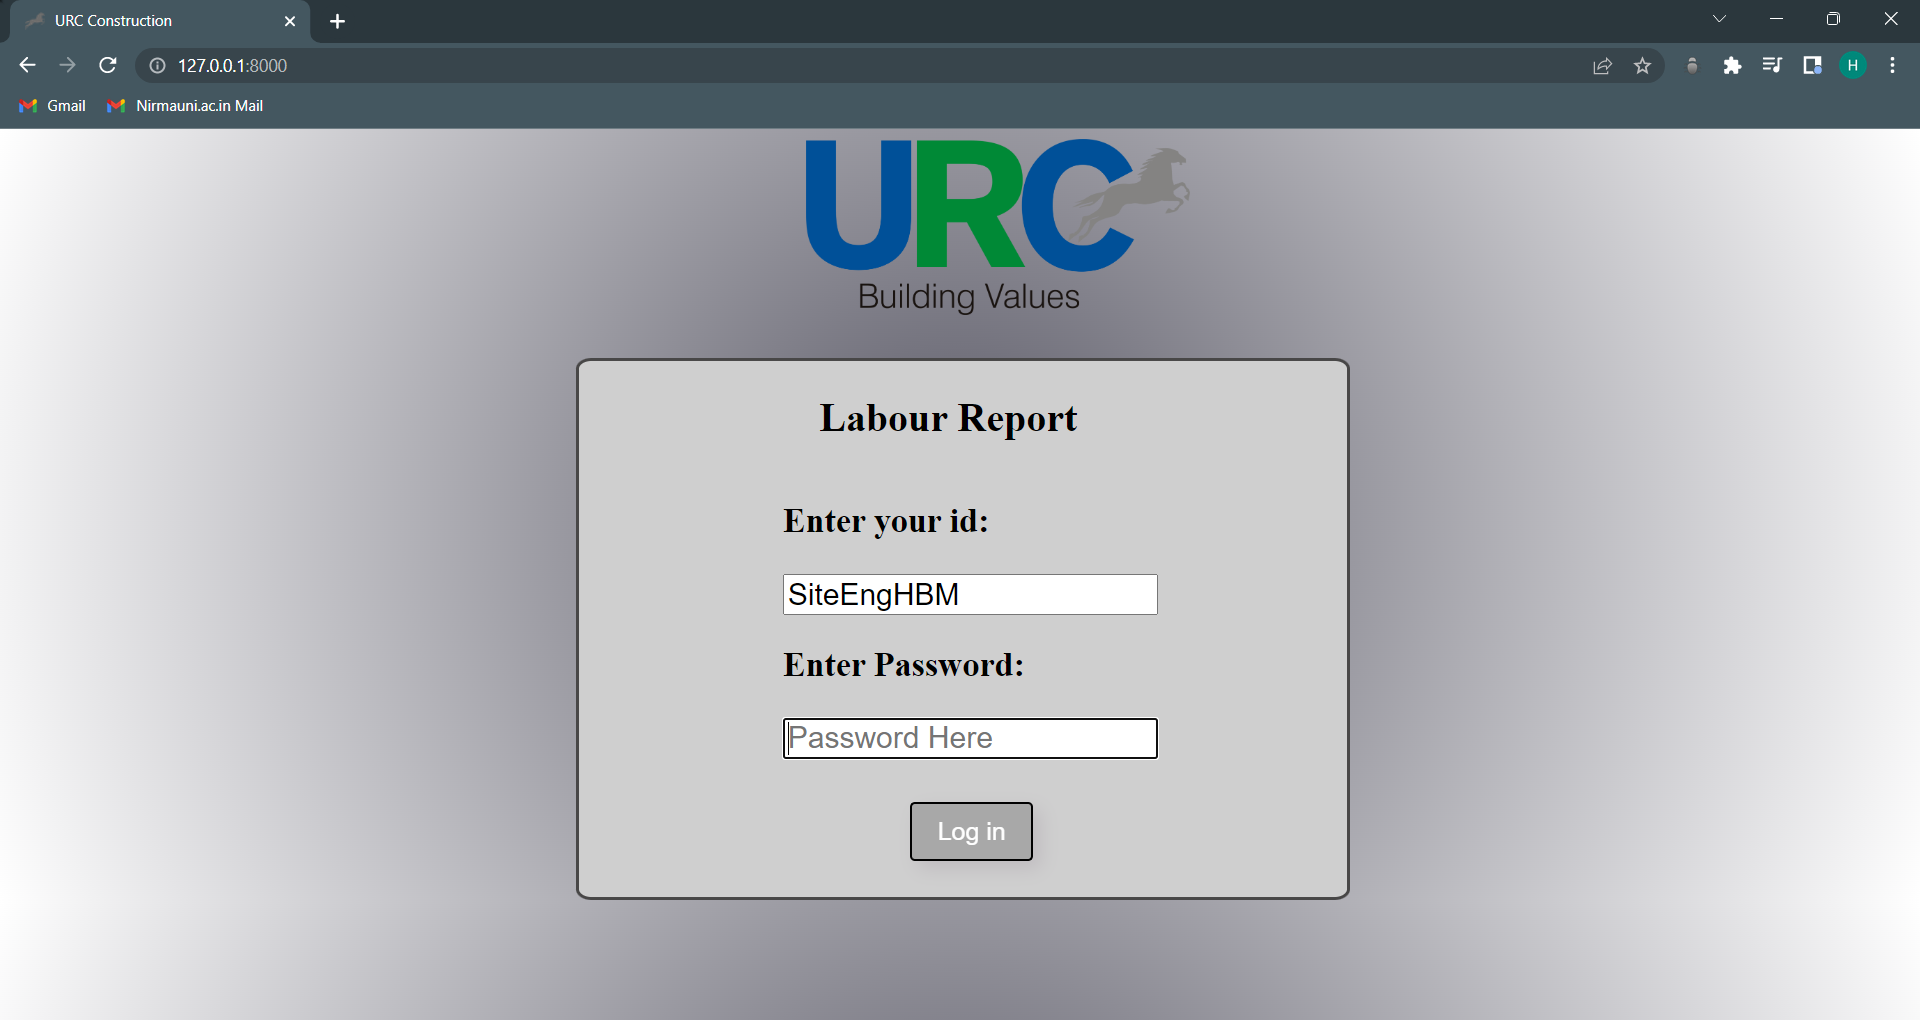 URC Construction
127.0.0.1:8000
H
Gmail
Nirmauni.ac.in Mail
URC
Building Values
Labour Report
Enter your id:
SiteEngHBM
Enter Password:
Password Here
Log in